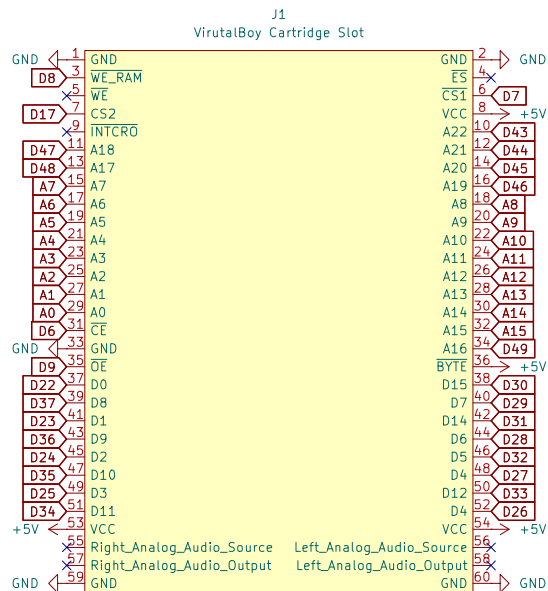 J1
VirutalBoy Cartridge Slot
GND 1 GND GND 2 GND
D8 3 WE_RAM ES 4
5 WE CS1 6 D7
D17 7 CS2 VCC 8 +5V
9 INTCRO A22 10 D43
D47 11 A18 A21 12 D44
D48 13 A17 A20 14 D45
A7 15 A7 A19 16 D46
A6 17 A6 A8 18 A8
A5 19 A5 A9 20 A9
A4 21 A4 A10 22 A10
A3 23 A3 A11 24 A11
A2 25 A2 A12 26 A12
A1 27 A1 A13 28 A13
A0 29 A0 A14 30 A14
D6 31 CE A15 32 A15
GND 33 GND A16 34 D49
D9 35 OE BYTE 36 +5V
D22 37 D0 D15 38 D30
D37 39 D8 D7 40 D29
D23 41 D1 D14 42 D31
D36 43 D9 D6 44 D28
D24 45 D2 D5 46 D32
D35 47 D10 D4 48 D27
D25 49 D3 D12 50 D33
D34 51 D11 D4 52 D26
+5V 53 VCC VCC 54 +5V
55 Right_Analog_Audio_Source Left_Analog_Audio_Source 56
57 Right_Analog_Audio_Output Left_Analog_Audio_Output 58
GND 59 GND GND 60 GND